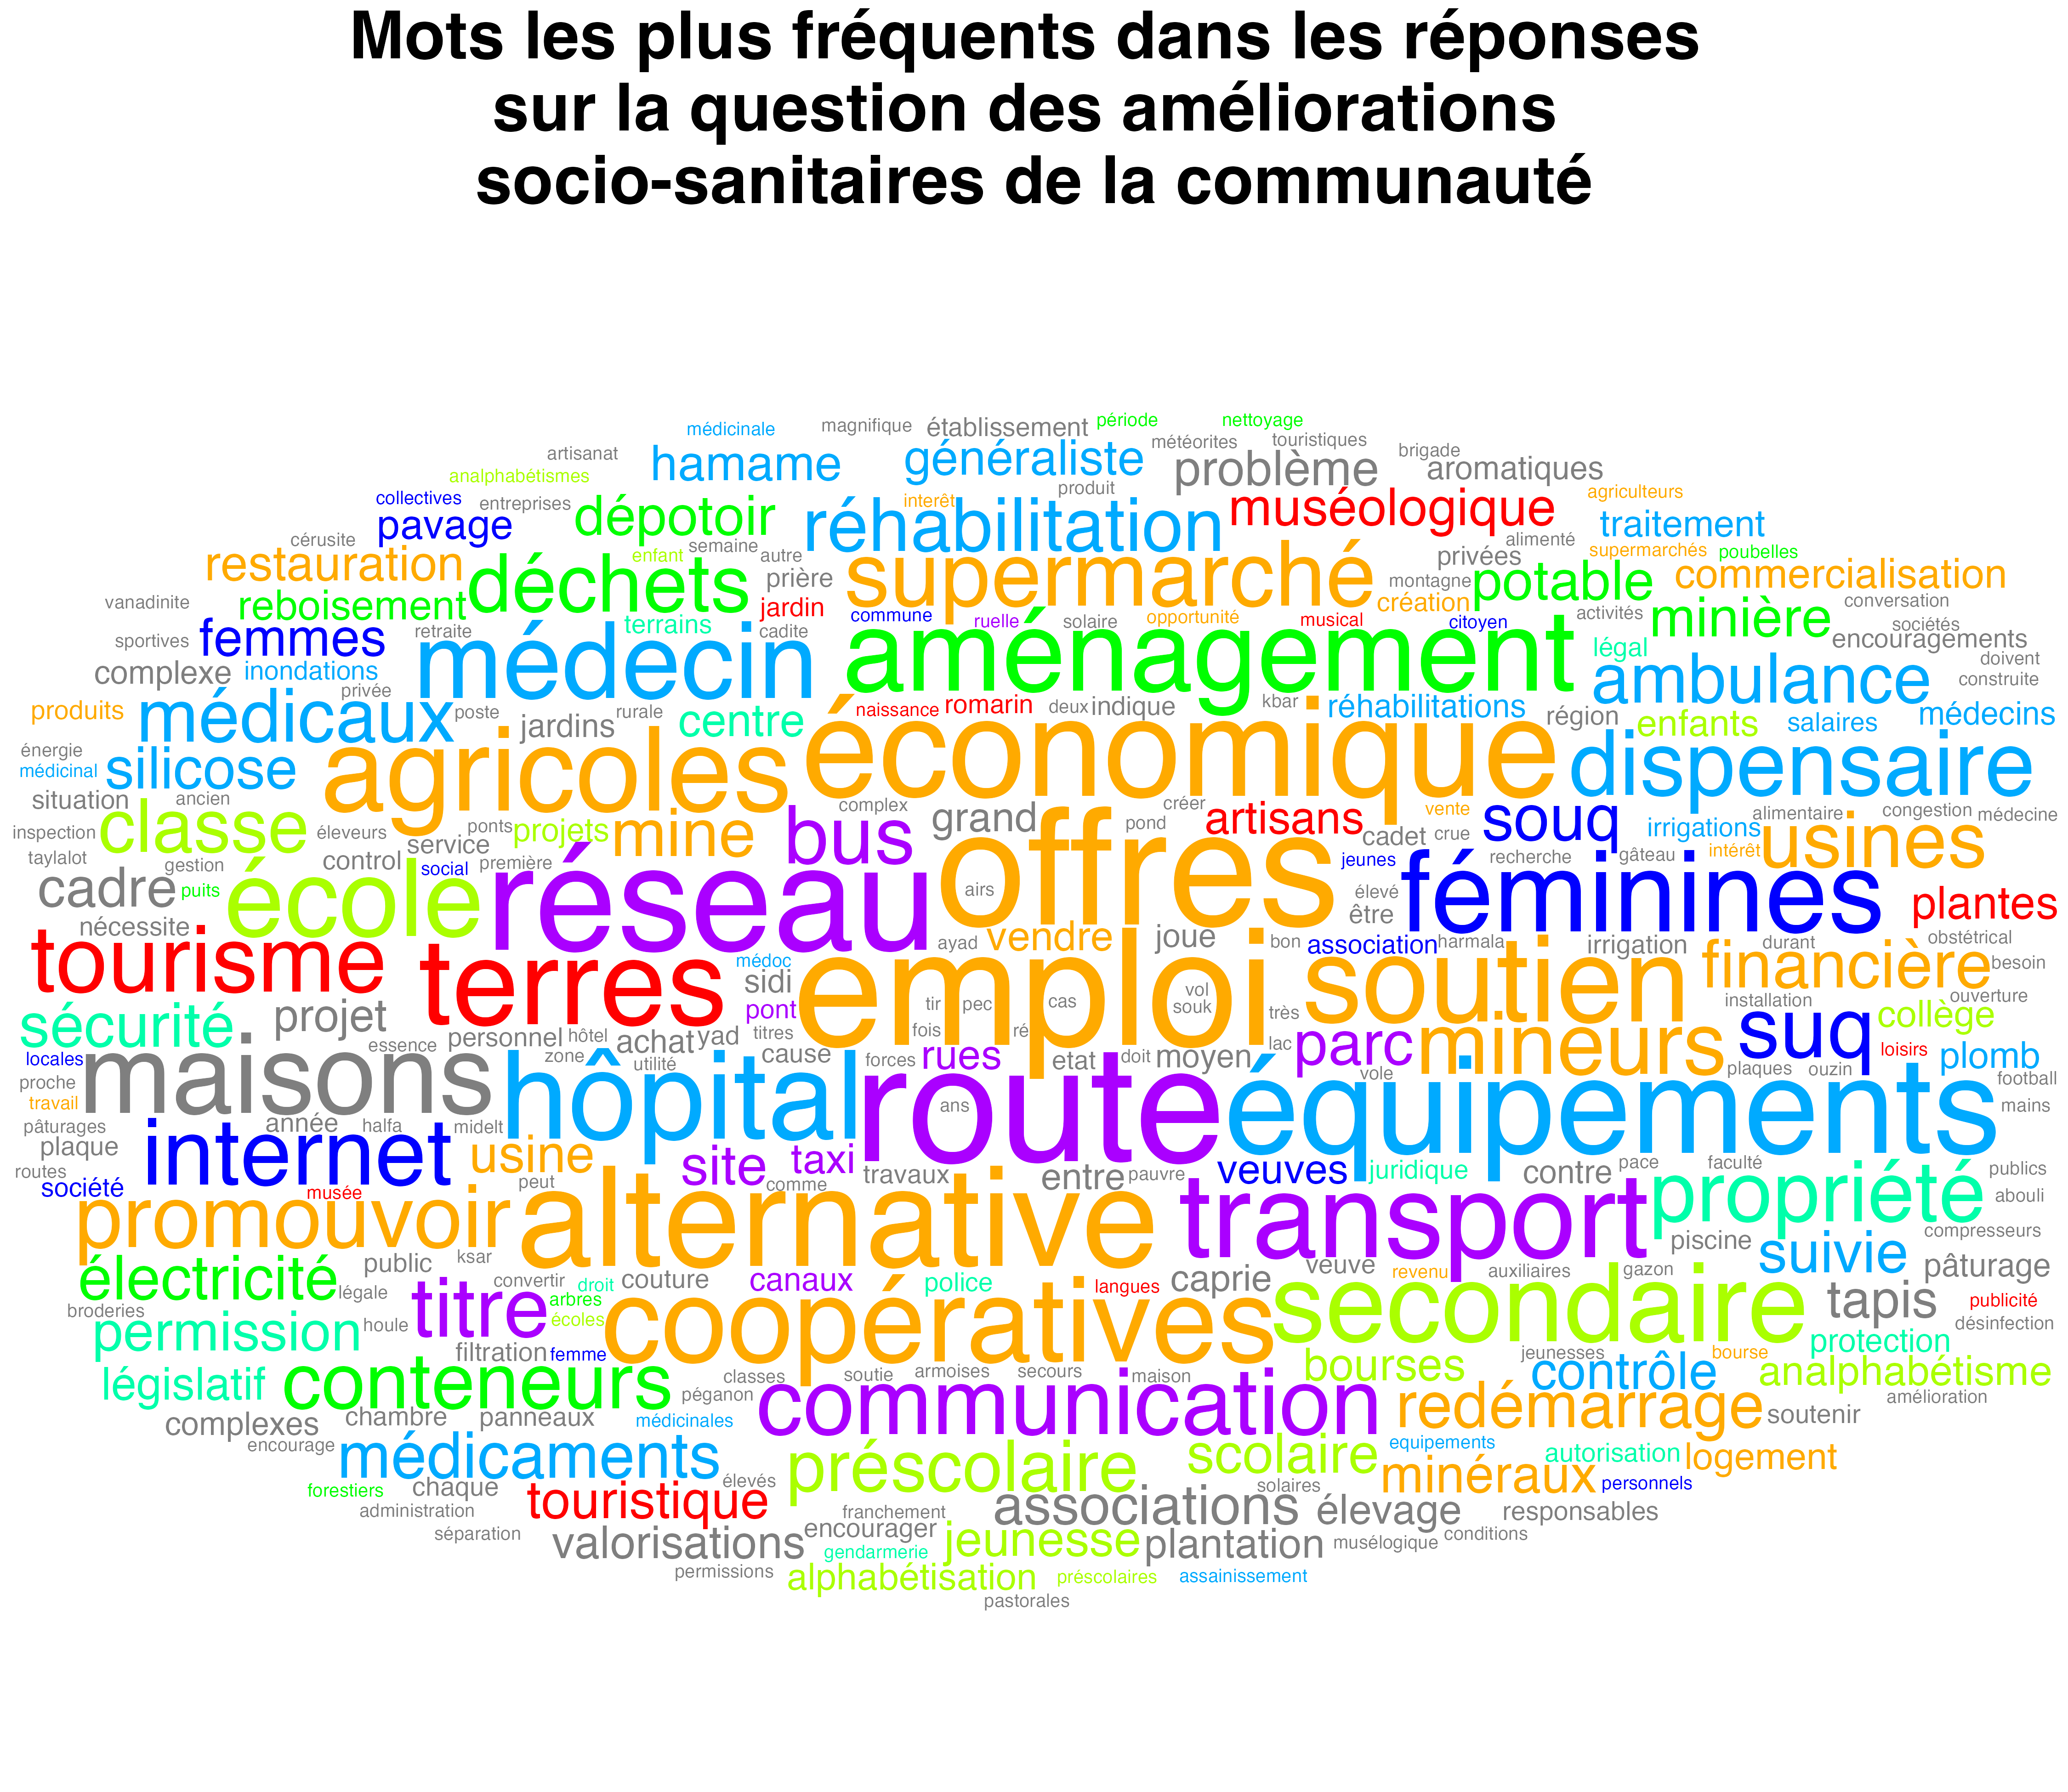 Mots les plus fréquents dans les réponses
sur la question des améliorations
socio-sanitaires de la communauté
médicinale magnifique établissement période nettoyage
artisanat hamame généraliste météorites touristiques brigade
analphabétismes problème aromatiques
collectives entreprises dépotoir interêt produit muséologique agriculteurs
pavage réhabilitation traitement
cérusite semaine autre alimenté
restauration enfant supermarché privées supermarchés poubelles
déchets prière montagne potable commercialisation
vanadinite reboisement jardin création activités minière conversation
sportives femmes retraite terrains cadite commune ruelle solaire opportunité musical citoyen sociétés
médecin aménagement légal encouragements
complexe inondations ambulance doivent
privée construite
produits médicaux poste jardins rurale centre naissance romarin deux indique kbar réhabilitations région enfants salaires médecins
énergie agricoles économique dispensaire
médicinal silicose
situation ancien complex grand créer artisans vente souq alimentaire congestion médecine
inspection classe éleveurs ponts projets mine bus offres pond cadet crue irrigations usines
taylalot gestion control service social première jeunes recherche gâteau intérêt
cadre puits école réseau airs élevé féminines plantes
nécessite être
tourisme terres médoc ayad vendre joue bon association harmala irrigation durant obstétrical
sidi emploi soutien financière besoin
sécurité projet pont tir pec cas vol souk très installation ouverture
personnel hôtel achat yad titres fois ré parc mineurs suq collège
locales essence zone utilité cause forces rues etat doit moyen lac loisirs plomb
proche maisons hôpital route vole équipements plaques ouzin football
travail ans mains
pâturages année halfa midelt
plaque internet usine site taxi travaux entre pauvre veuves juridique contre pace faculté publics
routes
société musée peut comme abouli
promouvoir alternative transport propriété compresseurs
public ksar piscine suivie pâturage
électricité légale convertir droit couture canaux police langues caprie veuve revenu auxiliaires gazon
broderies titre arbres coopératives secondaire tapis publicité
permission houle écoles désinfection
filtration femme jeunesses bourse protection
législatif conteneurs classes soutie armoises secours maison bourses contrôle analphabétisme
péganon communication redémarrage amélioration
complexes chambre panneaux médicinales soutenir
encourage médicaments préscolaire scolaire equipements autorisation logement
forestiers chaque élevés solaires minéraux personnels
administration touristique franchement associations élevage responsables
séparation valorisations encourager jeunesse plantation musélogique conditions
permissions gendarmerie
alphabétisation préscolaires assainissement
pastorales